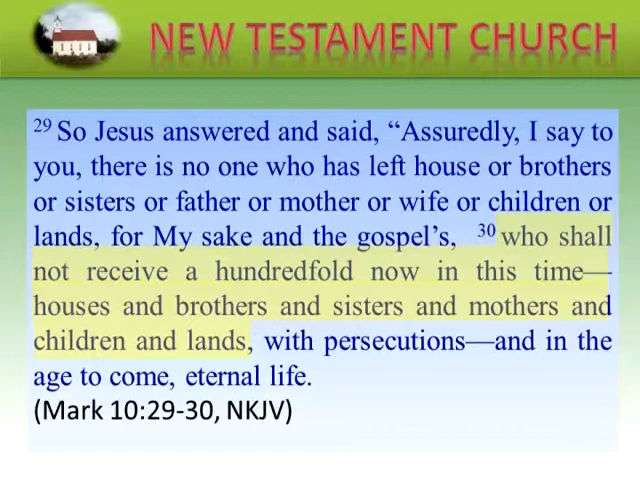 NEW TESTAMENT CHURCH
29 So Jesus answered and said, “Assuredly, I say to
you, there is no one who has left house or brothers
or sisters or father or mother or wife or children or
lands, for My sake and the gospel’s, 30 who shall
not receive a hundredfold now in this time—
houses and brothers and sisters and mothers and
children and lands, with persecutions—and in the
age to come, eternal life.
(Mark 10:29-30, NKJV)